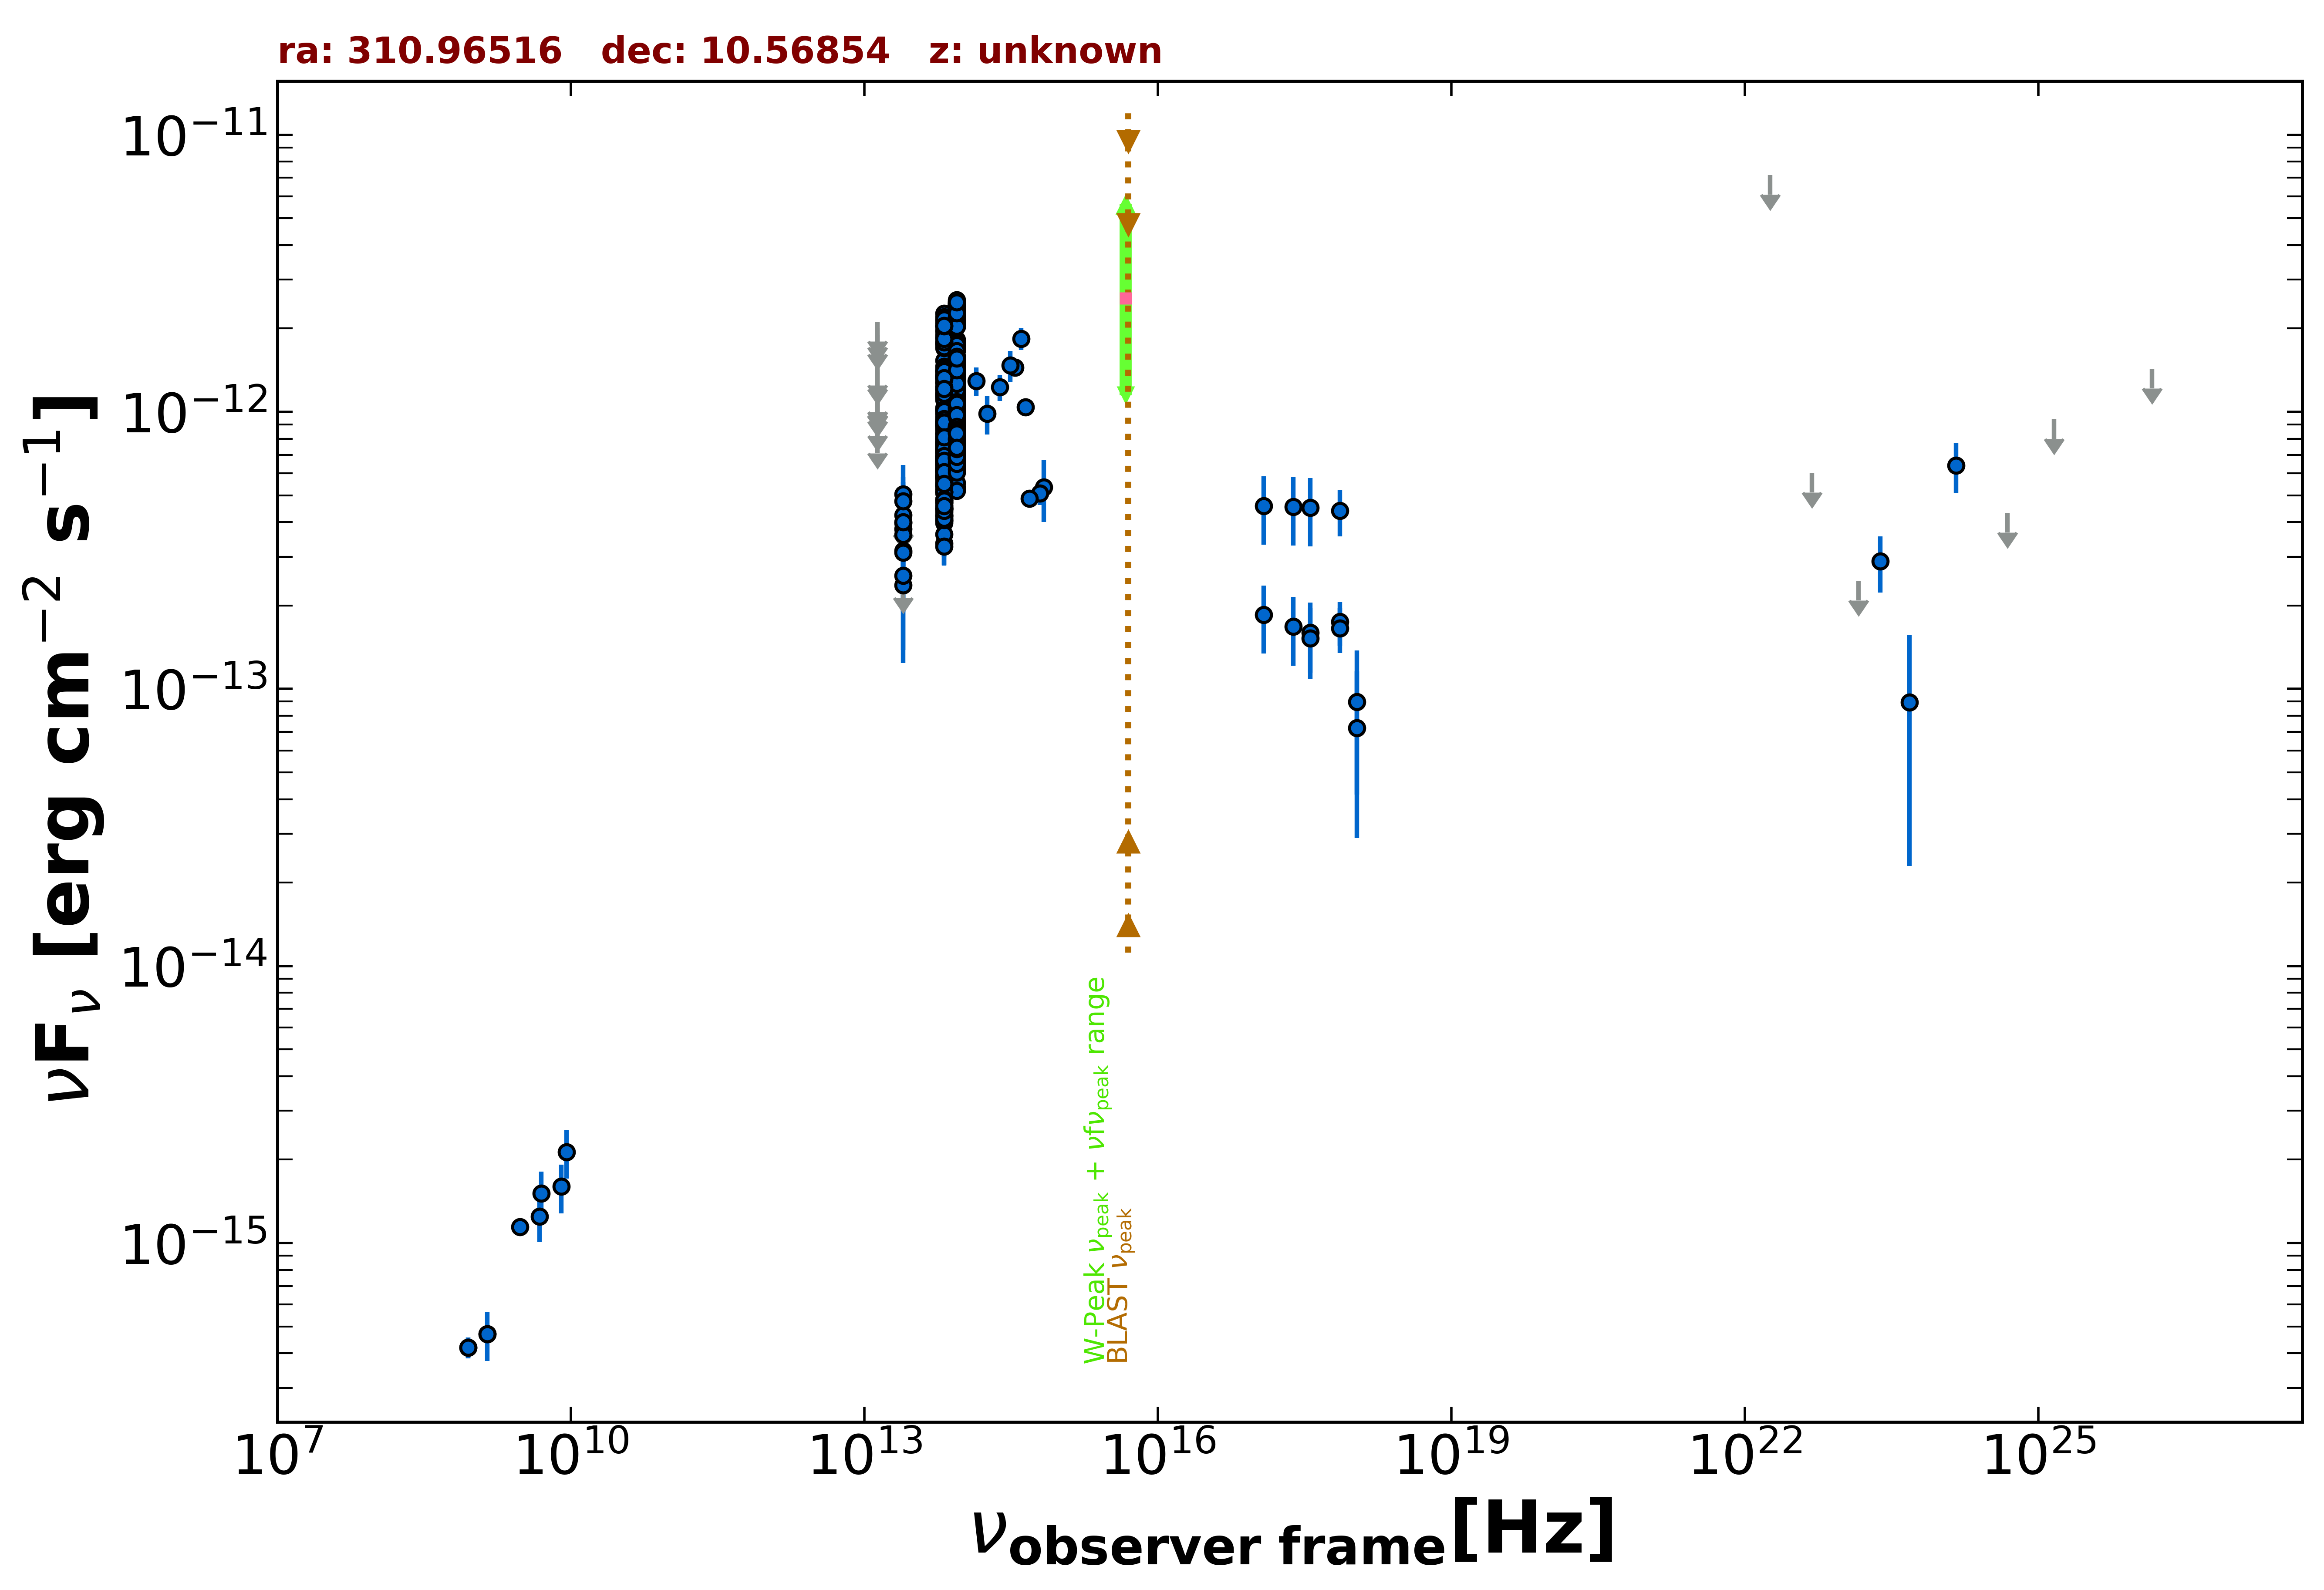 ra: 310.96516 dec: 10.56854 z: unknown
10⁻¹¹
10⁻¹²
10⁻¹³
10⁻¹⁴
10⁻¹⁵
νFν [erg cm⁻² s⁻¹]
W-Peak νpeak + νfνpeak range
BLAST νpeak
10⁷ 10¹⁰ 10¹³ 10¹⁶ 10¹⁹ 10²² 10²⁵
νobserver frame[Hz]